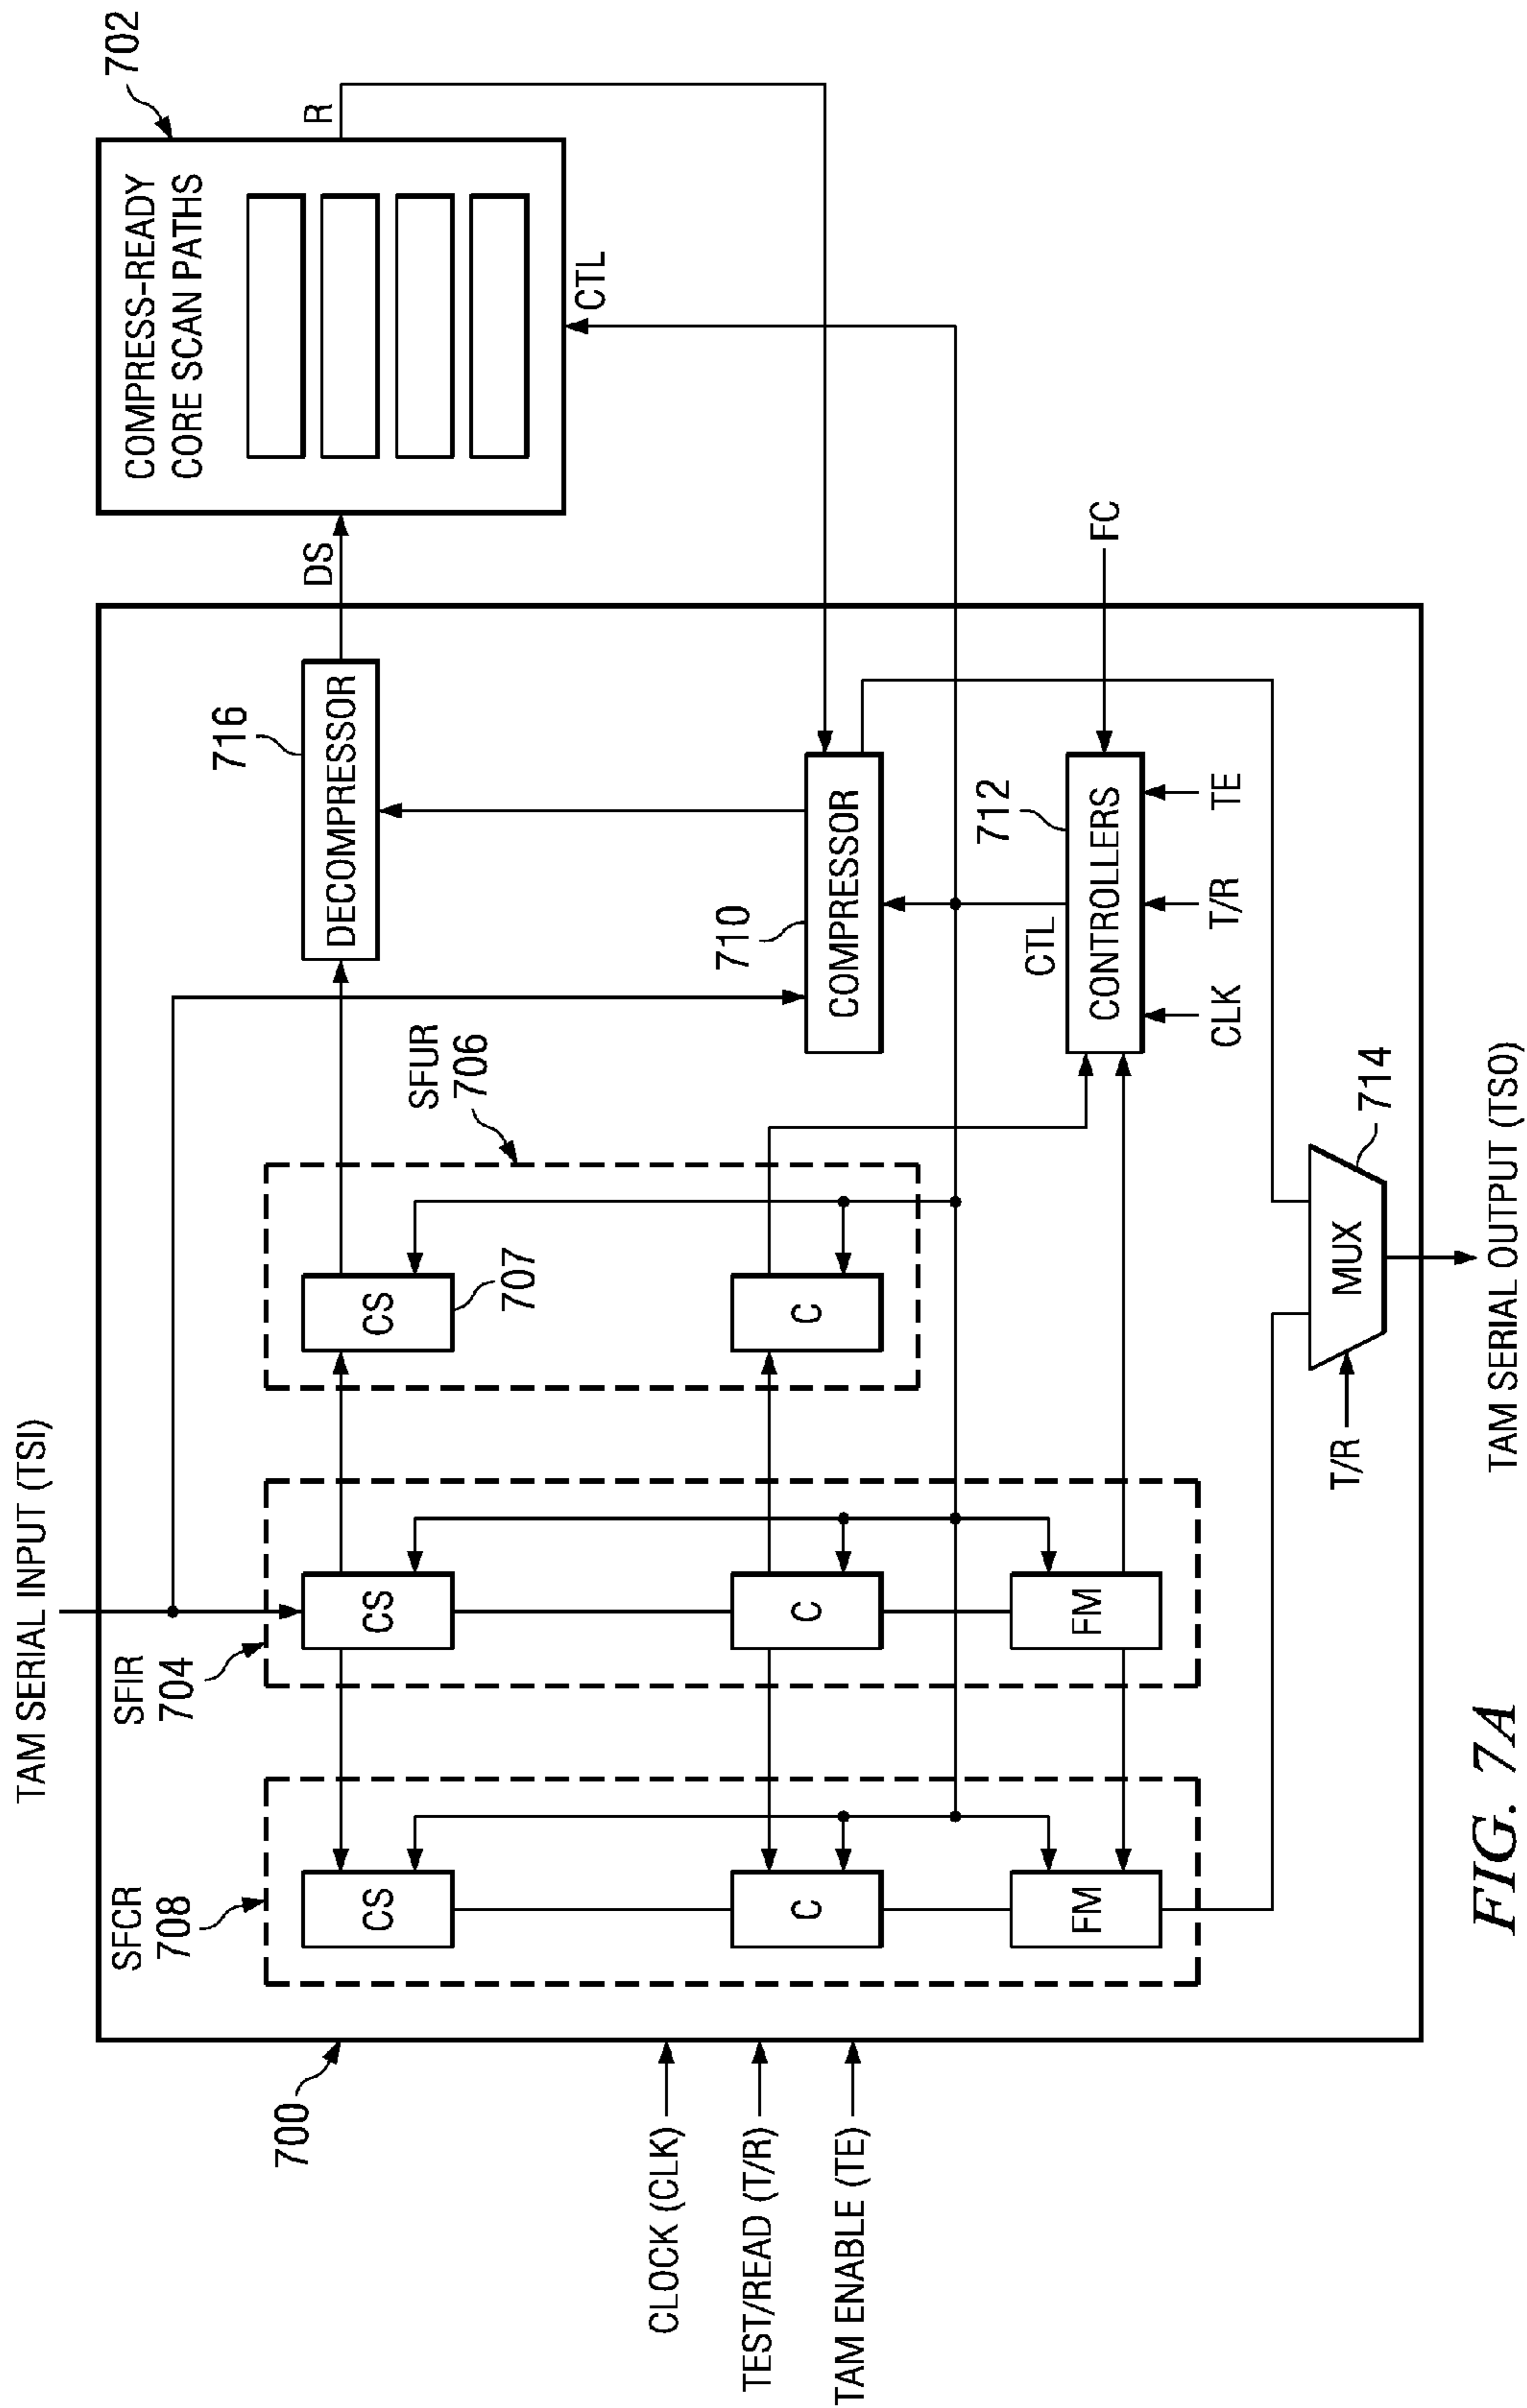 TAM SERIAL INPUT (TSI)
SFCR
708
SFIR
704
SFUR
706
716
DECOMPRESSOR
DS
COMPRESS-READY
CORE SCAN PATHS
702
R
CTL
700
CS
CS
CS
707
710
COMPRESSOR
C
C
C
CTL
712
CONTROLLERS
FC
FM
FM
CLK
T/R
TE
CLOCK (CLK)
TEST/READ (T/R)
TAM ENABLE (TE)
T/R
MUX
714
TAM SERIAL OUTPUT (TSO)
FIG. 7A